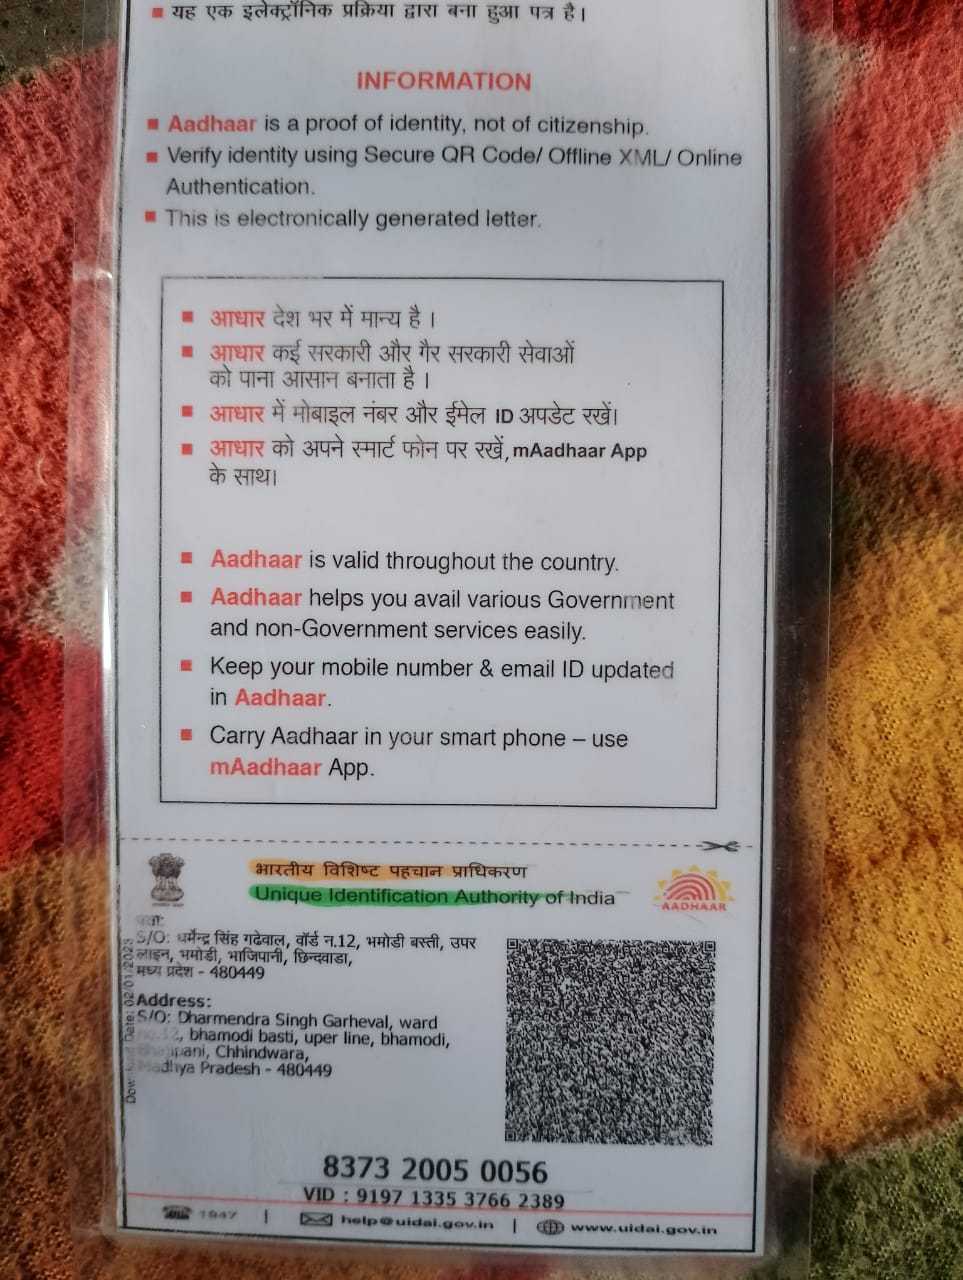 ▪ यह एक इलेक्ट्रॉनिक प्रक्रिया द्वारा बना हुआ पत्र है।
INFORMATION
▪ Aadhaar is a proof of identity, not of citizenship.
▪ Verify identity using Secure QR Code/ Offline XML/ Online
Authentication.
▪ This is electronically generated letter.
▪ आधार देश भर में मान्य है ।
▪ आधार कई सरकारी और गैर सरकारी सेवाओं
को पाना आसान बनाता है ।
▪ आधार में मोबाइल नंबर और ईमेल ID अपडेट रखें।
▪ आधार को अपने स्मार्ट फोन पर रखें, mAadhaar App
के साथ।
▪ Aadhaar is valid throughout the country.
▪ Aadhaar helps you avail various Government
and non-Government services easily.
▪ Keep your mobile number & email ID updated
in Aadhaar.
▪ Carry Aadhaar in your smart phone – use
mAadhaar App.
भारतीय विशिष्ट पहचान प्राधिकरण
Unique Identification Authority of India
AADHAAR
S/O: धर्मेन्द्र सिंह गढेवाल, वॉर्ड न.12, भमोडी बस्ती, उपर
लाइन, भमोडी, भाजिपानी, छिन्दवाडा,
मध्य प्रदेश - 480449
Address:
S/O: Dharmendra Singh Garheval, ward
bhamodi basti, uper line, bhamodi,
Chhindwara,
Pradesh - 480449
Date: 02/01/2023
8373 2005 0056
VID : 9197 1335 3766 2389
1947 | help@uidai.gov.in | www.uidai.gov.in